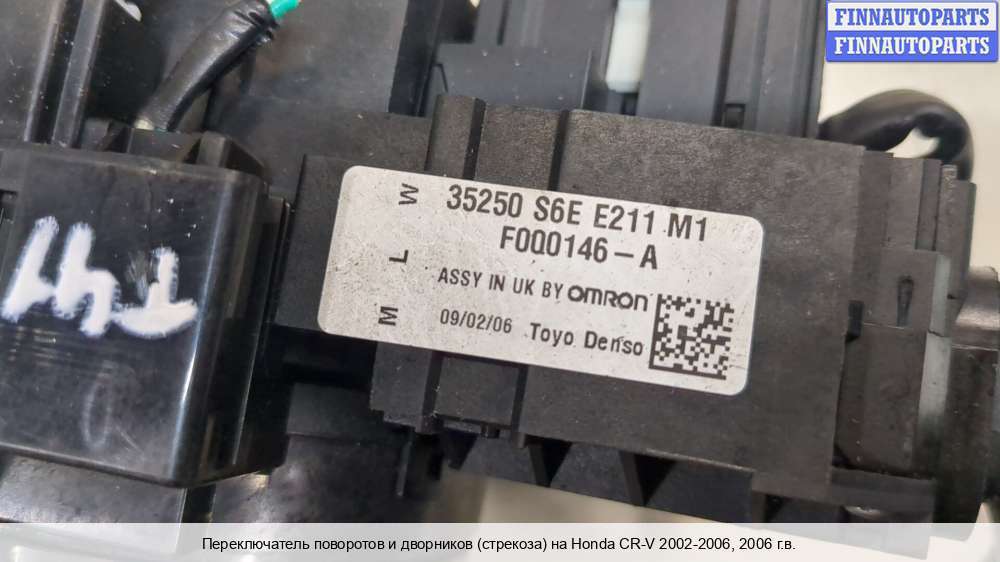 FINNAUTOPARTS
FINNAUTOPARTS
35250 S6E E211 M1
F000146-A
ASSY IN UK BY OMRON
09/02/06 Toyo Denso
W
L
M
Переключатель поворотов и дворников (стрекоза) на Honda CR-V 2002-2006, 2006 г.в.